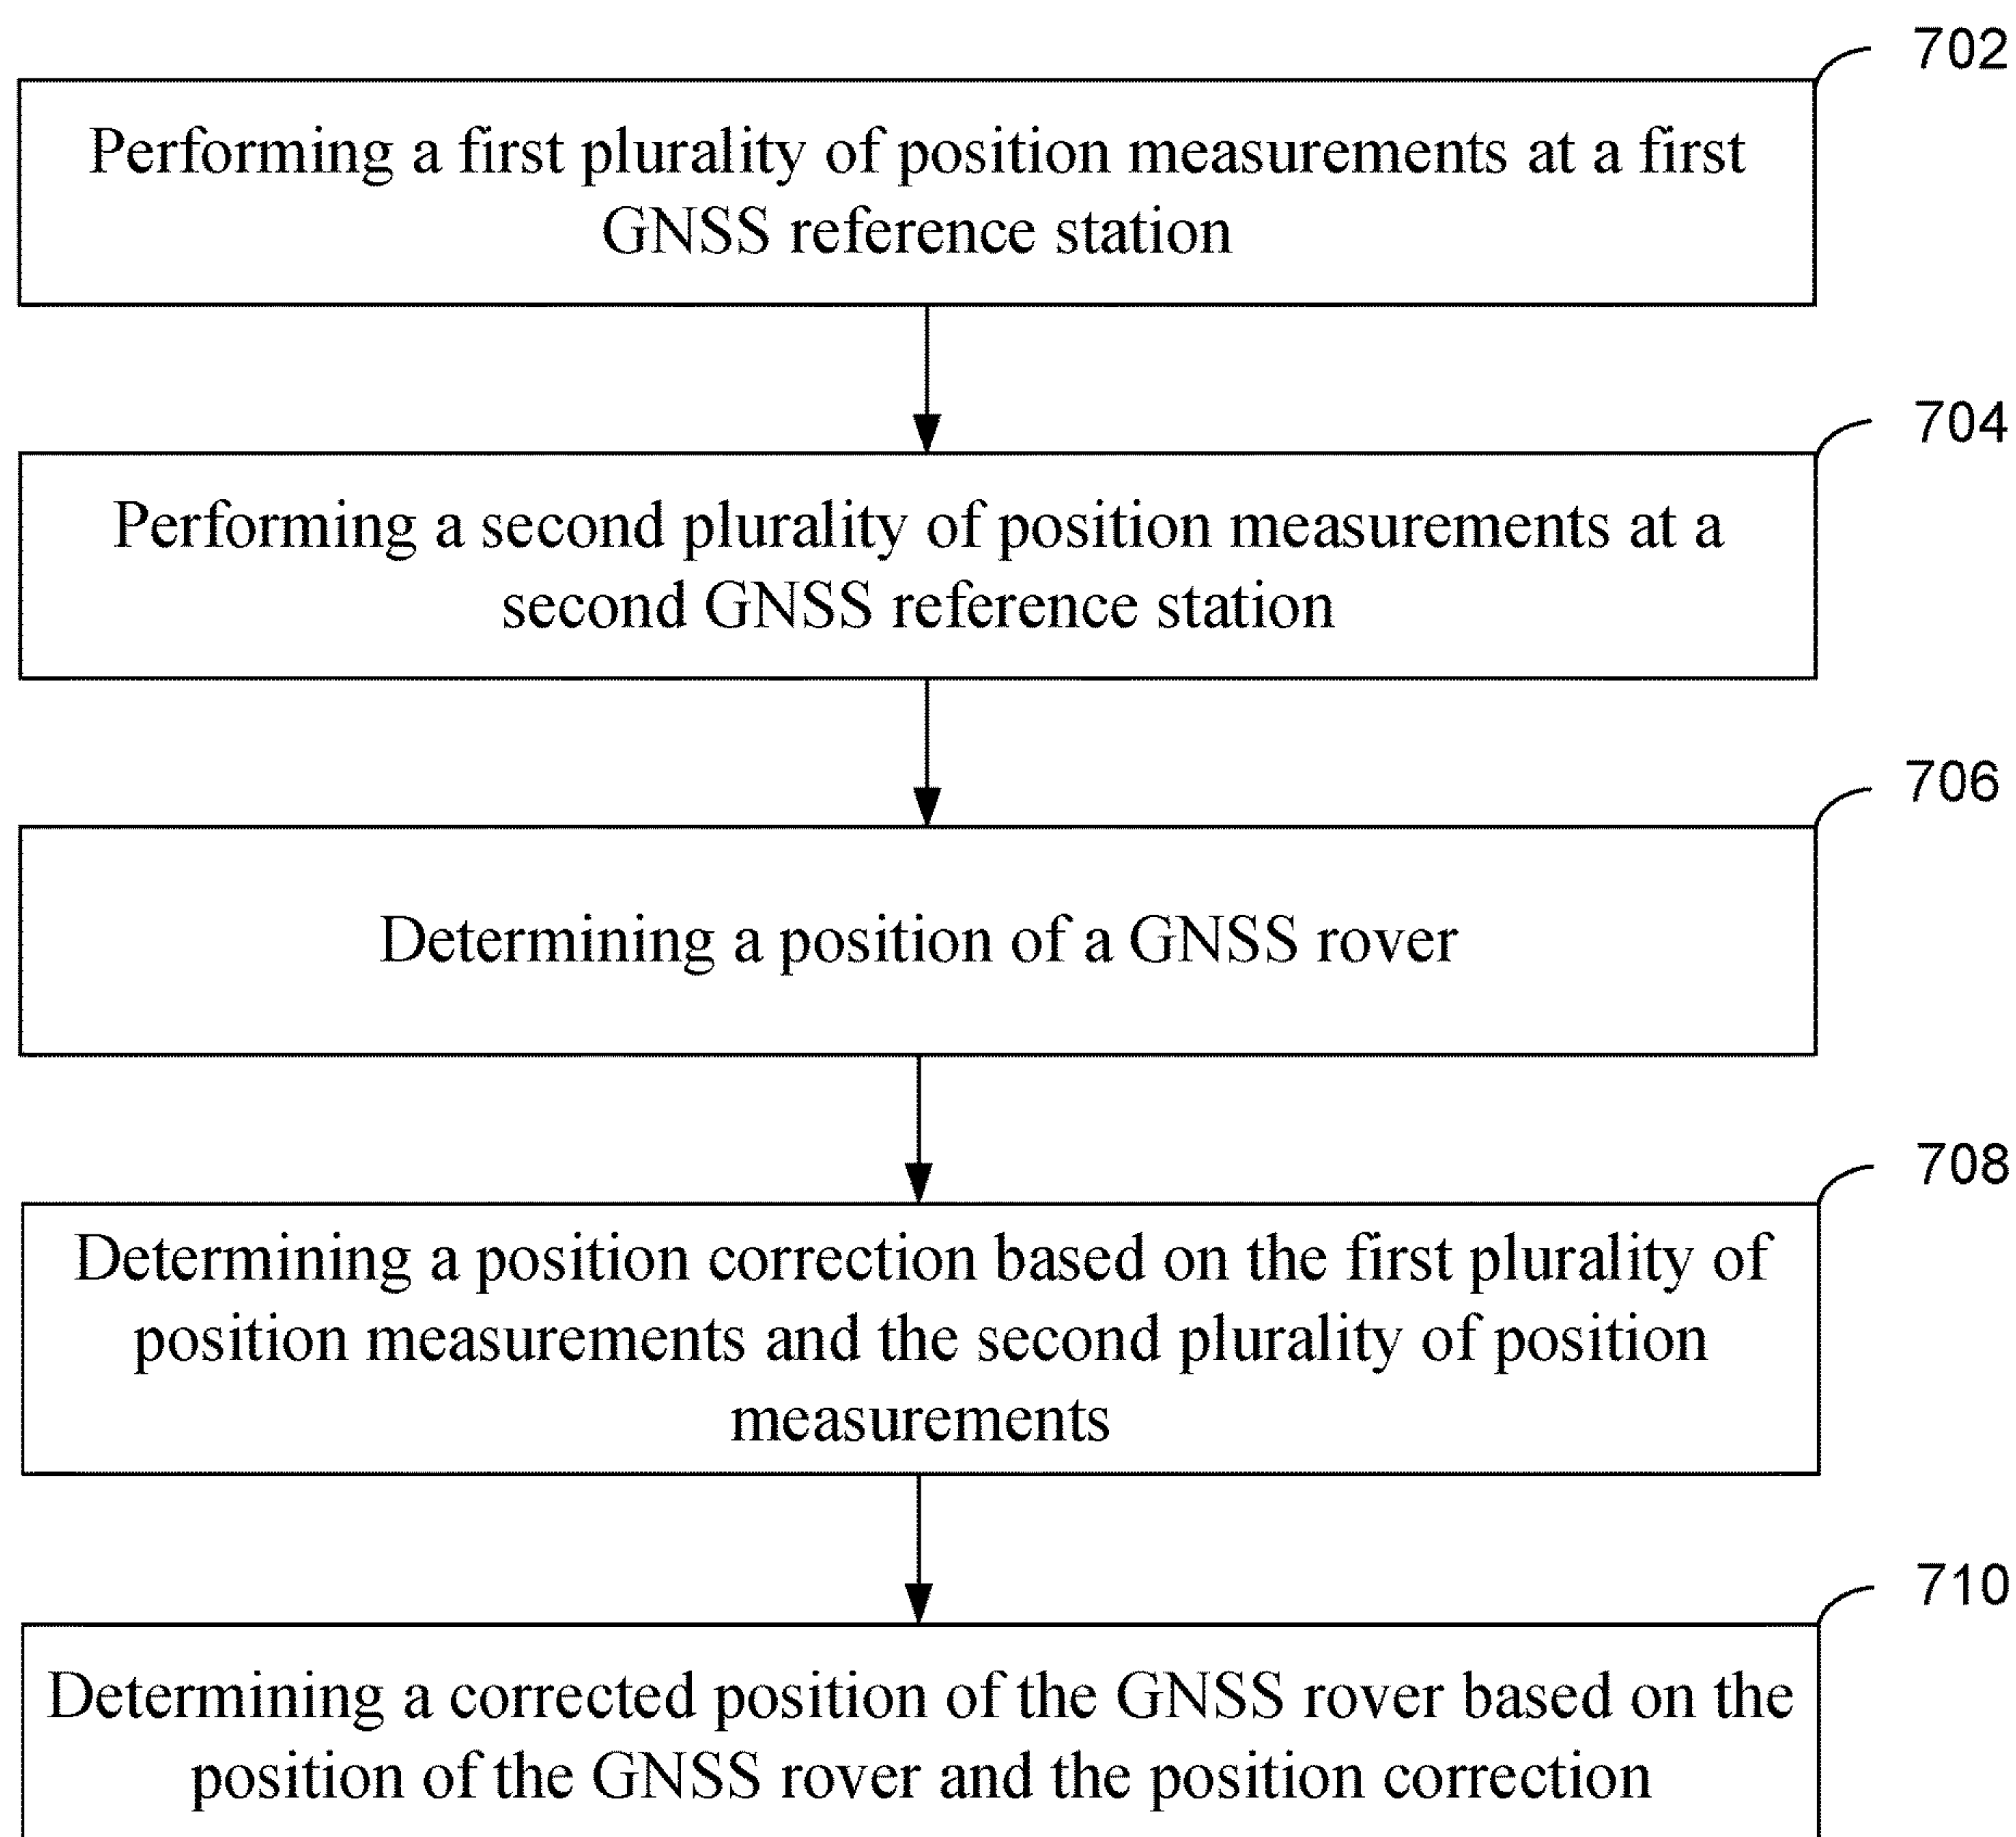 702
Performing a first plurality of position measurements at a first
GNSS reference station
704
Performing a second plurality of position measurements at a
second GNSS reference station
706
Determining a position of a GNSS rover
708
Determining a position correction based on the first plurality of
position measurements and the second plurality of position
measurements
710
Determining a corrected position of the GNSS rover based on the
position of the GNSS rover and the position correction